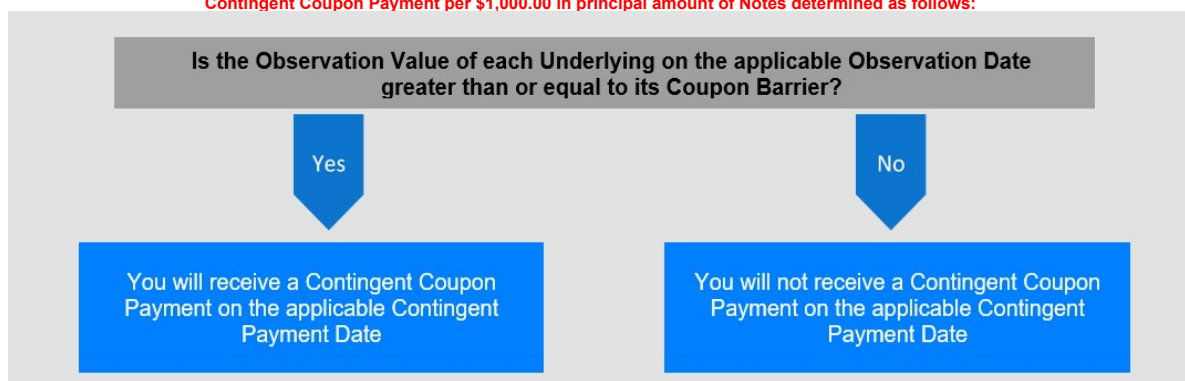 Contingent Coupon Payment per $1,000.00 in principal amount of Notes determined as follows:
Is the Observation Value of each Underlying on the applicable Observation Date
greater than or equal to its Coupon Barrier?
Yes
No
You will receive a Contingent Coupon
Payment on the applicable Contingent
Payment Date
You will not receive a Contingent Coupon
Payment on the applicable Contingent
Payment Date